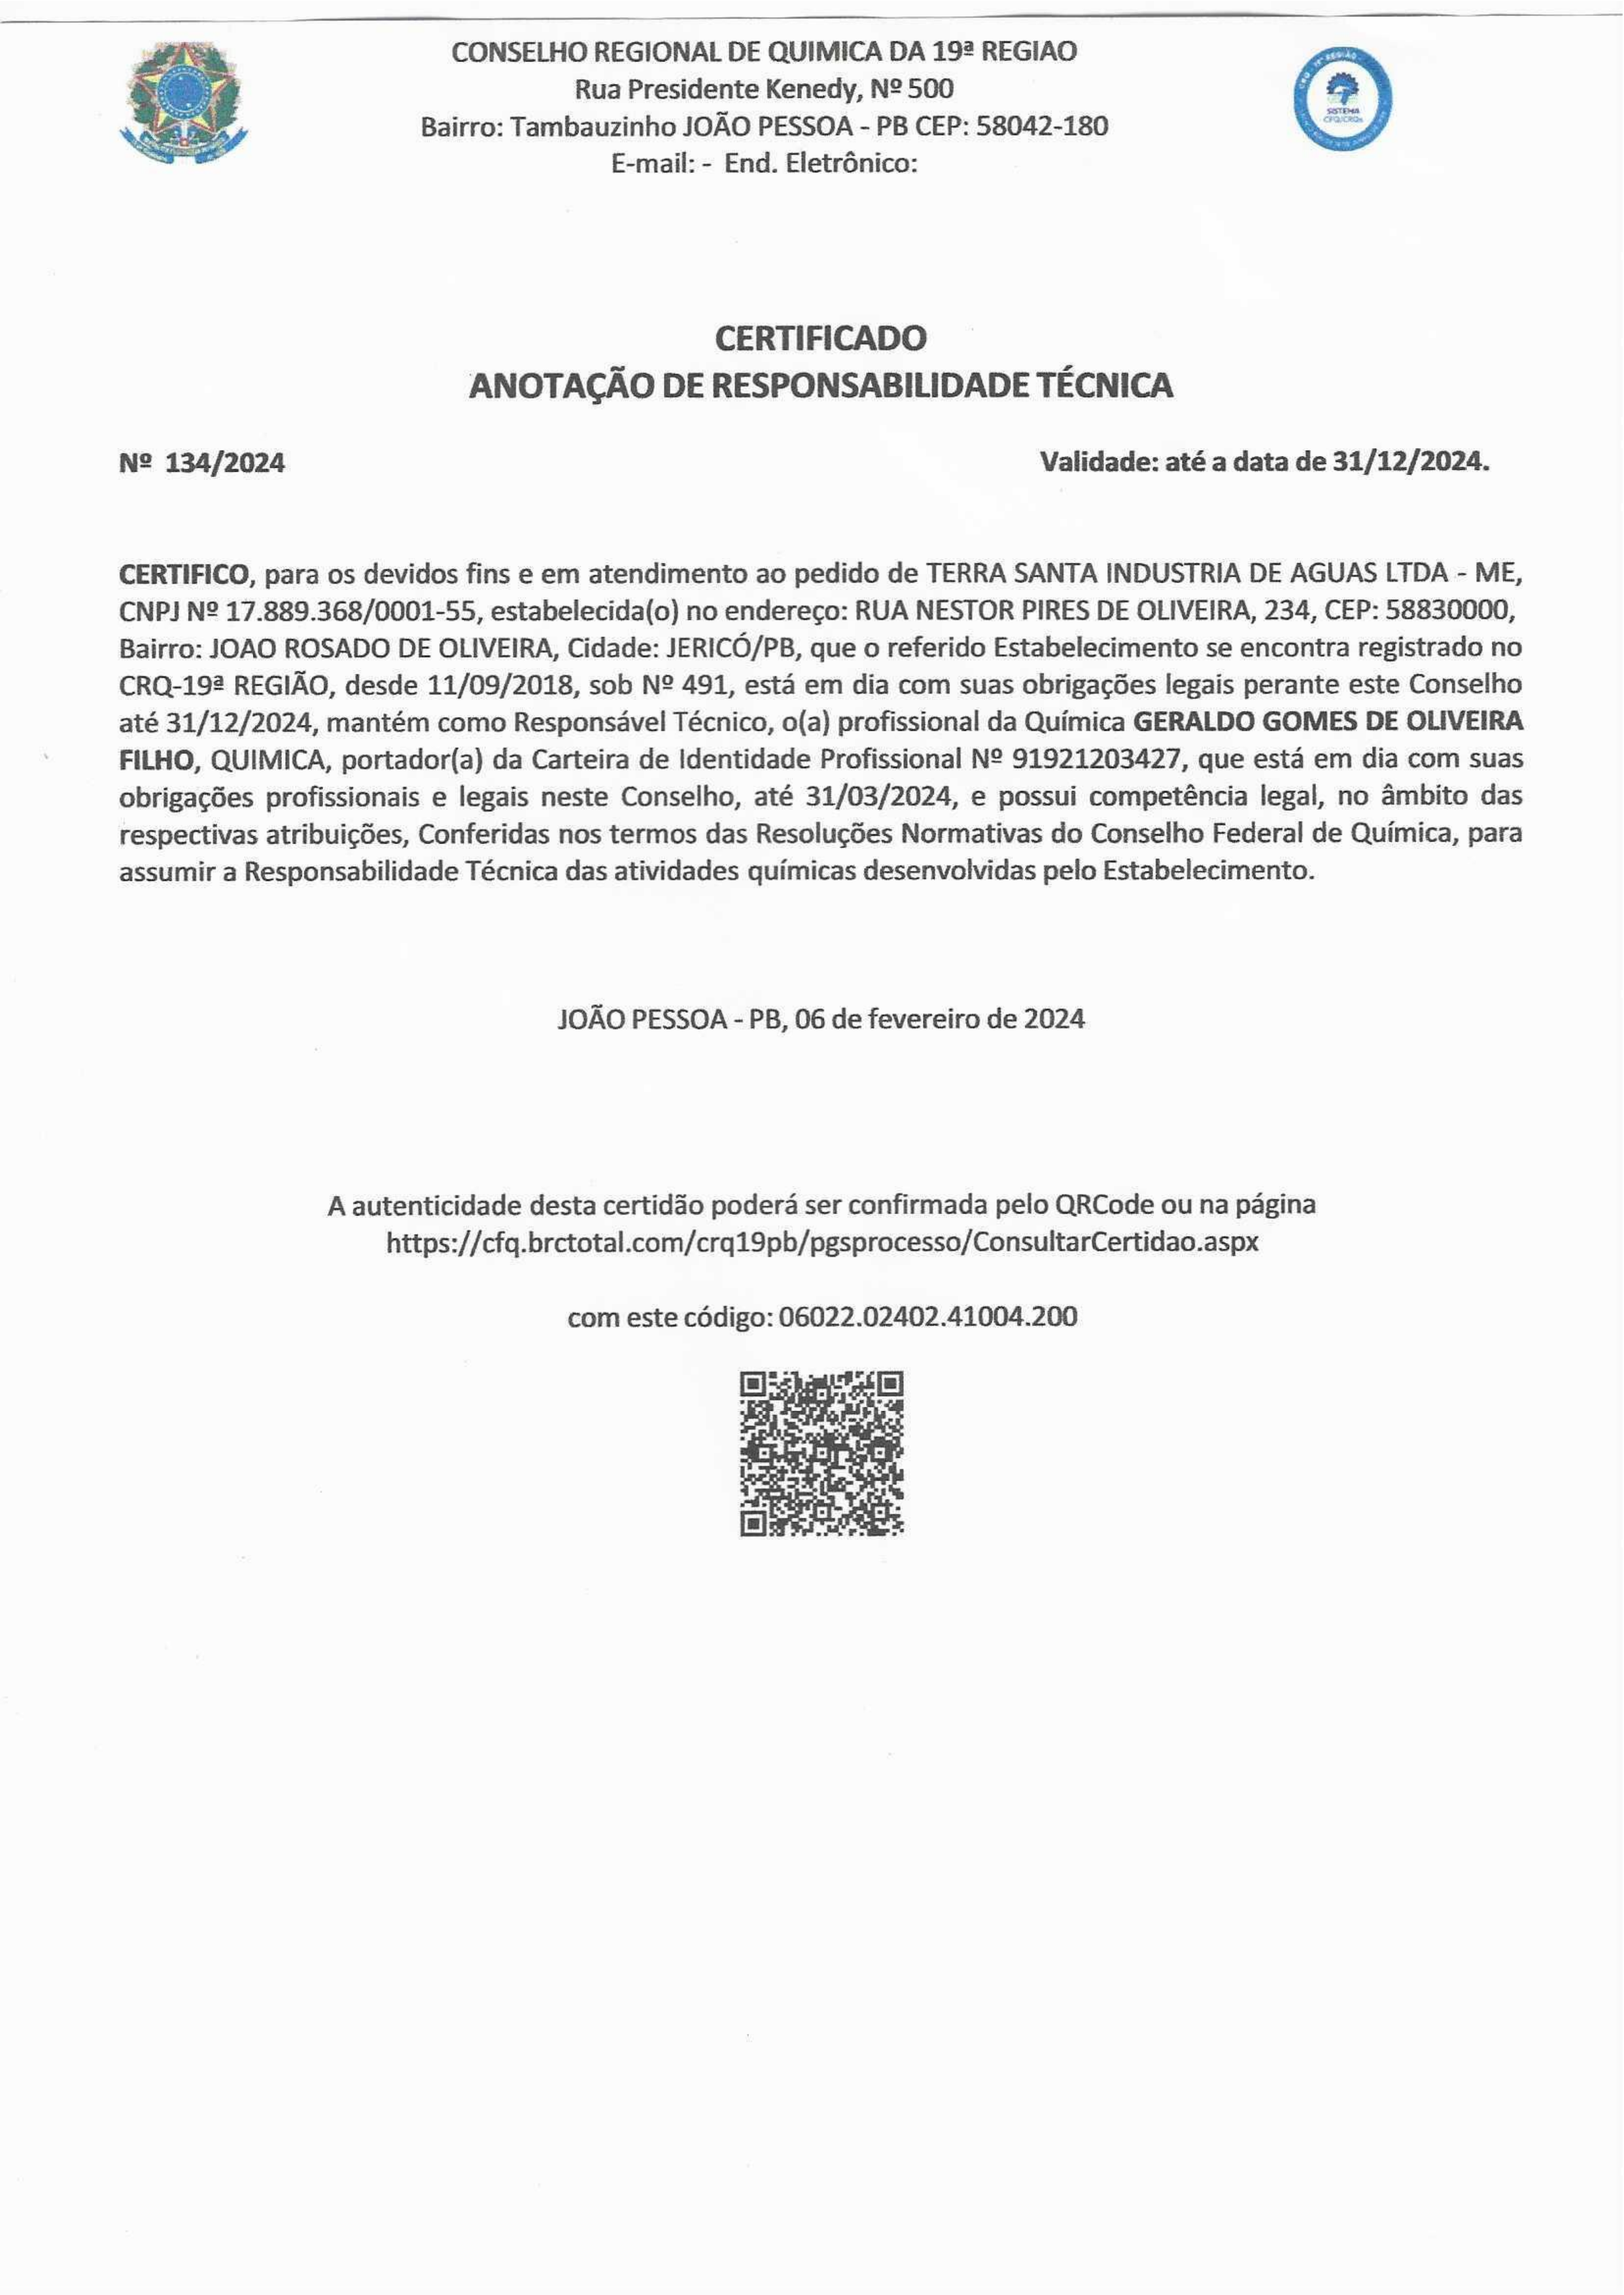 CONSELHO REGIONAL DE QUIMICA DA 19ª REGIAO
Rua Presidente Kenedy, Nº 500
Bairro: Tambauzinho JOÃO PESSOA - PB CEP: 58042-180
E-mail: - End. Eletrônico:
SISTEMA
CFQ/CRQs
CERTIFICADO
ANOTAÇÃO DE RESPONSABILIDADE TÉCNICA
Nº 134/2024
Validade: até a data de 31/12/2024.
CERTIFICO, para os devidos fins e em atendimento ao pedido de TERRA SANTA INDUSTRIA DE AGUAS LTDA - ME,
CNPJ Nº 17.889.368/0001-55, estabelecida(o) no endereço: RUA NESTOR PIRES DE OLIVEIRA, 234, CEP: 58830000,
Bairro: JOAO ROSADO DE OLIVEIRA, Cidade: JERICÓ/PB, que o referido Estabelecimento se encontra registrado no
CRQ-19ª REGIÃO, desde 11/09/2018, sob Nº 491, está em dia com suas obrigações legais perante este Conselho
até 31/12/2024, mantém como Responsável Técnico, o(a) profissional da Química GERALDO GOMES DE OLIVEIRA
FILHO, QUIMICA, portador(a) da Carteira de Identidade Profissional Nº 91921203427, que está em dia com suas
obrigações profissionais e legais neste Conselho, até 31/03/2024, e possui competência legal, no âmbito das
respectivas atribuições, Conferidas nos termos das Resoluções Normativas do Conselho Federal de Química, para
assumir a Responsabilidade Técnica das atividades químicas desenvolvidas pelo Estabelecimento.
JOÃO PESSOA - PB, 06 de fevereiro de 2024
A autenticidade desta certidão poderá ser confirmada pelo QRCode ou na página
https://cfq.brctotal.com/crq19pb/pgsprocesso/ConsultarCertidao.aspx
com este código: 06022.02402.41004.200